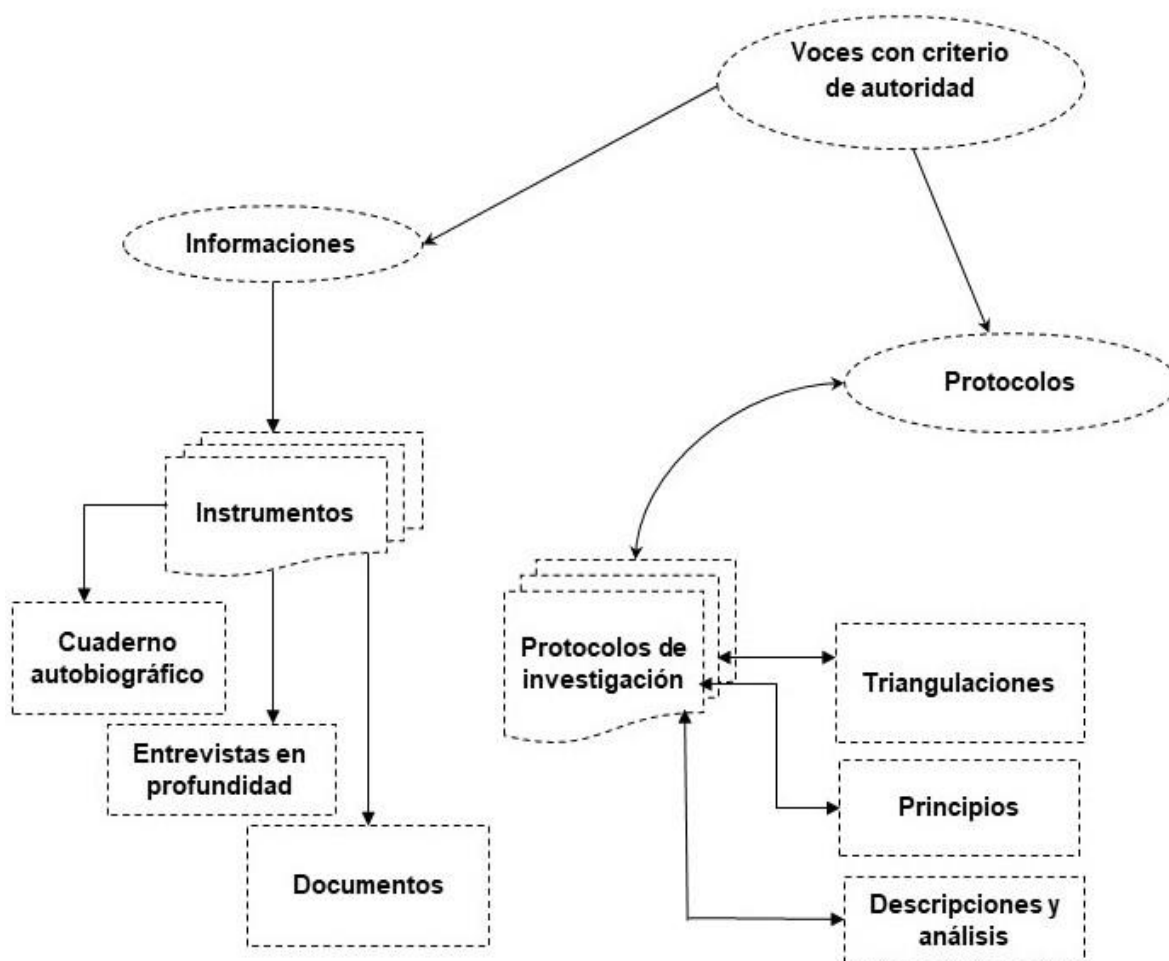 Voces con criterio
de autoridad
Informaciones
Protocolos
Instrumentos
Cuaderno
autobiográfico
Entrevistas en
profundidad
Documentos
Protocolos de
investigación
Triangulaciones
Principios
Descripciones y
análisis